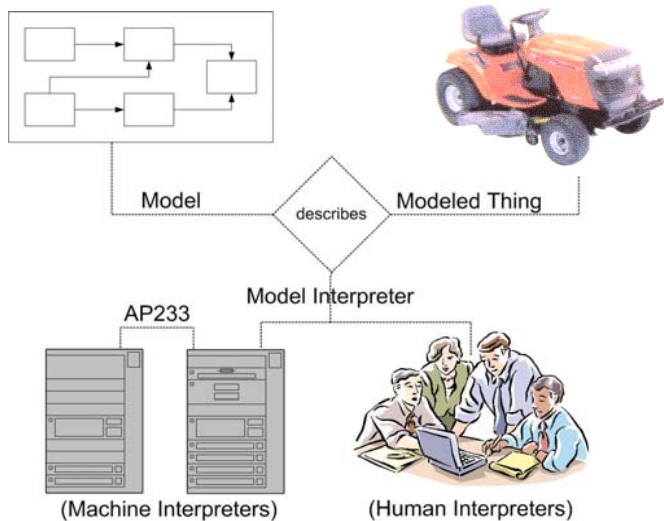 Model
describes
Modeled Thing
Model Interpreter
AP233
(Machine Interpreters)
(Human Interpreters)